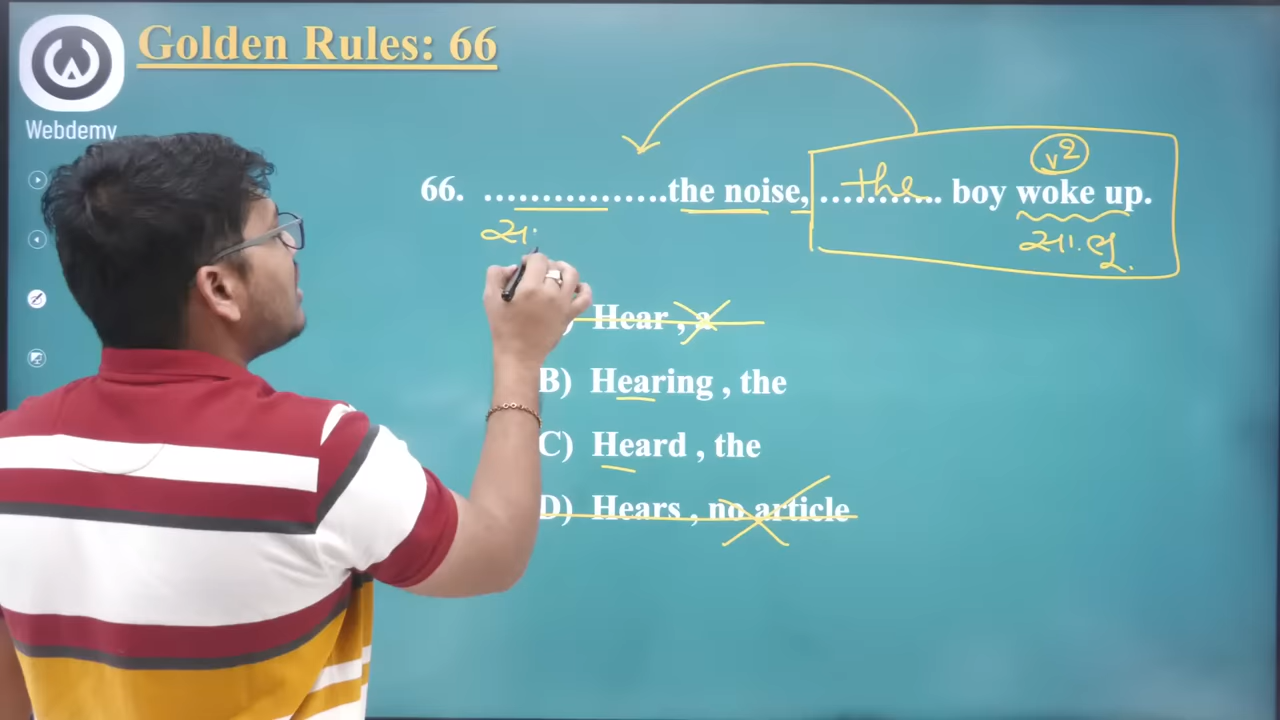 Golden Rules: 66
Webdemy
v2
66. ................the noise, the boy woke up.
સા.
સા.ભૂ.
Hear , a
B) Hearing , the
C) Heard , the
D) Hears , no article